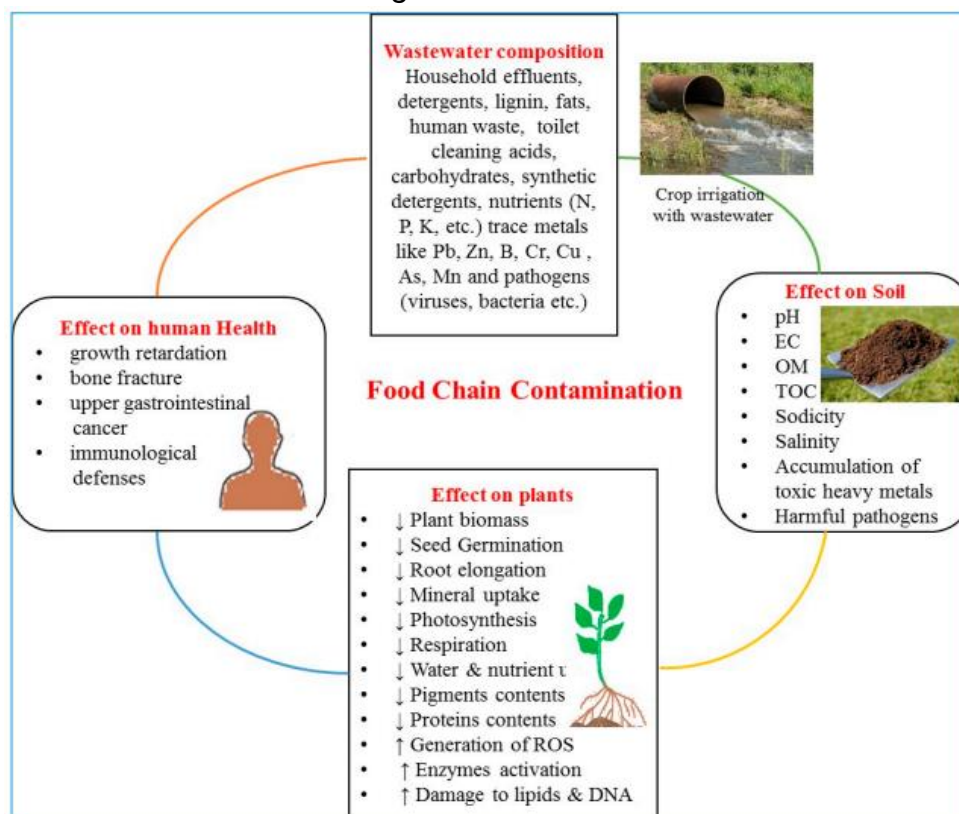 Wastewater composition
Household effluents,
detergents, lignin, fats,
human waste, toilet
cleaning acids,
carbohydrates, synthetic
detergents, nutrients (N,
P, K, etc.) trace metals
like Pb, Zn, B, Cr, Cu ,
As, Mn and pathogens
(viruses, bacteria etc.)
Crop irrigation
with wastewater
Effect on Soil
• pH
• EC
• OM
• TOC
• Sodicity
• Salinity
• Accumulation of
toxic heavy metals
• Harmful pathogens
Effect on human Health
• growth retardation
• bone fracture
• upper gastrointestinal
cancer
• immunological
defenses
Food Chain Contamination
Effect on plants
• ↓ Plant biomass
• ↓ Seed Germination
• ↓ Root elongation
• ↓ Mineral uptake
• ↓ Photosynthesis
• ↓ Respiration
• ↓ Water & nutrient
• ↓ Pigments contents
• ↓ Proteins contents
• ↑ Generation of ROS
• ↑ Enzymes activation
• ↑ Damage to lipids & DNA